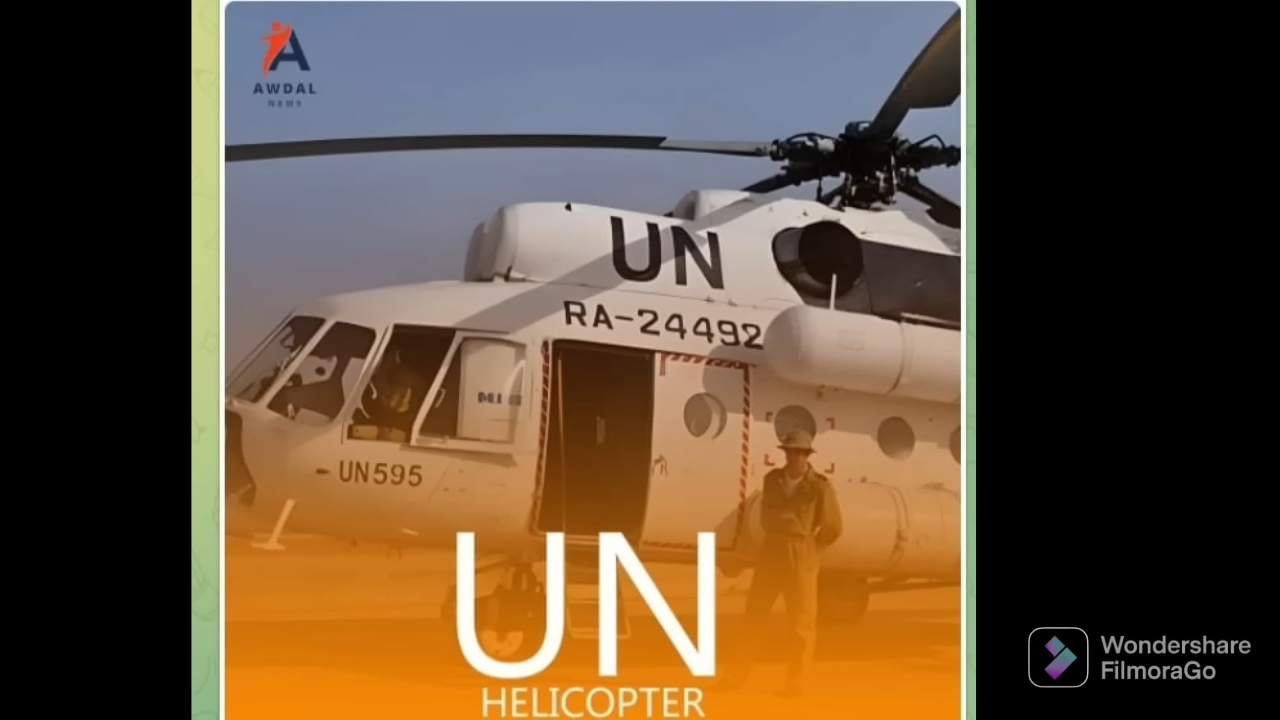 AWDAL
NEWS
UN
RA-24492
UN595
UN
HELICOPTER
Wondershare
FilmoraGo